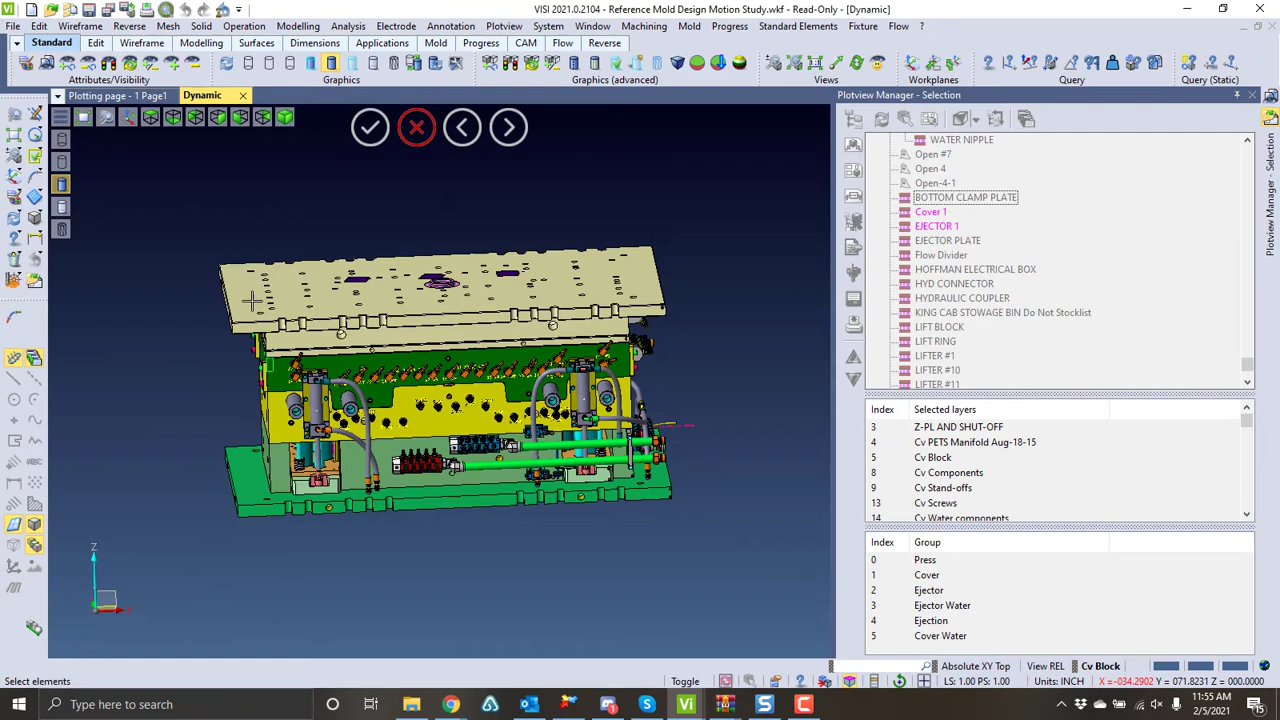 VISI 2021.0.2104 - Reference Mold Design Motion Study.wkf - Read-Only - [Dynamic]
File Edit Wireframe Mesh Solid Operation Modelling Analysis Electrode Annotation Plotview System Window Machining Mold Progress Standard Elements Fixture Flow ?
Standard Edit Wireframe Modelling Surfaces Dimensions Applications Mold Progress CAM Flow Reverse
Attributes/Visibility Graphics Graphics (advanced) Views Workplanes Query Query (Static)
Plotting page - 1 Page1 Dynamic
Plotview Manager - Selection
WATER NIPPLE
Open #7
Open 4
Open-4-1
BOTTOM CLAMP PLATE
Cover 1
EJECTOR 1
EJECTOR PLATE
Flow Divider
HOFFMAN ELECTRICAL BOX
HYD CONNECTOR
HYDRAULIC COUPLER
KING CAB STOWAGE BIN Do Not Stocklist
LIFT BLOCK
LIFT RING
LIFTER #1
LIFTER #10
LIFTER #11
Index Selected layers
3 Z-PL AND SHUT-OFF
4 Cv PETS Manifold Aug-18-15
5 Cv Block
8 Cv Components
9 Cv Stand-offs
13 Cv Screws
14 Cv Water components
Index Group
0 Press
1 Cover
2 Ejector
3 Ejector Water
4 Ejection
5 Cover Water
Plotview Manager - Selection
Z
Absolute XY Top View REL Cv Block
Select elements Toggle LS: 1.00 PS: 1.00 Units: INCH X =-034.2902 Y = 071.8231 Z = 000.0000
Type here to search
11:55 AM
2/5/2021
15